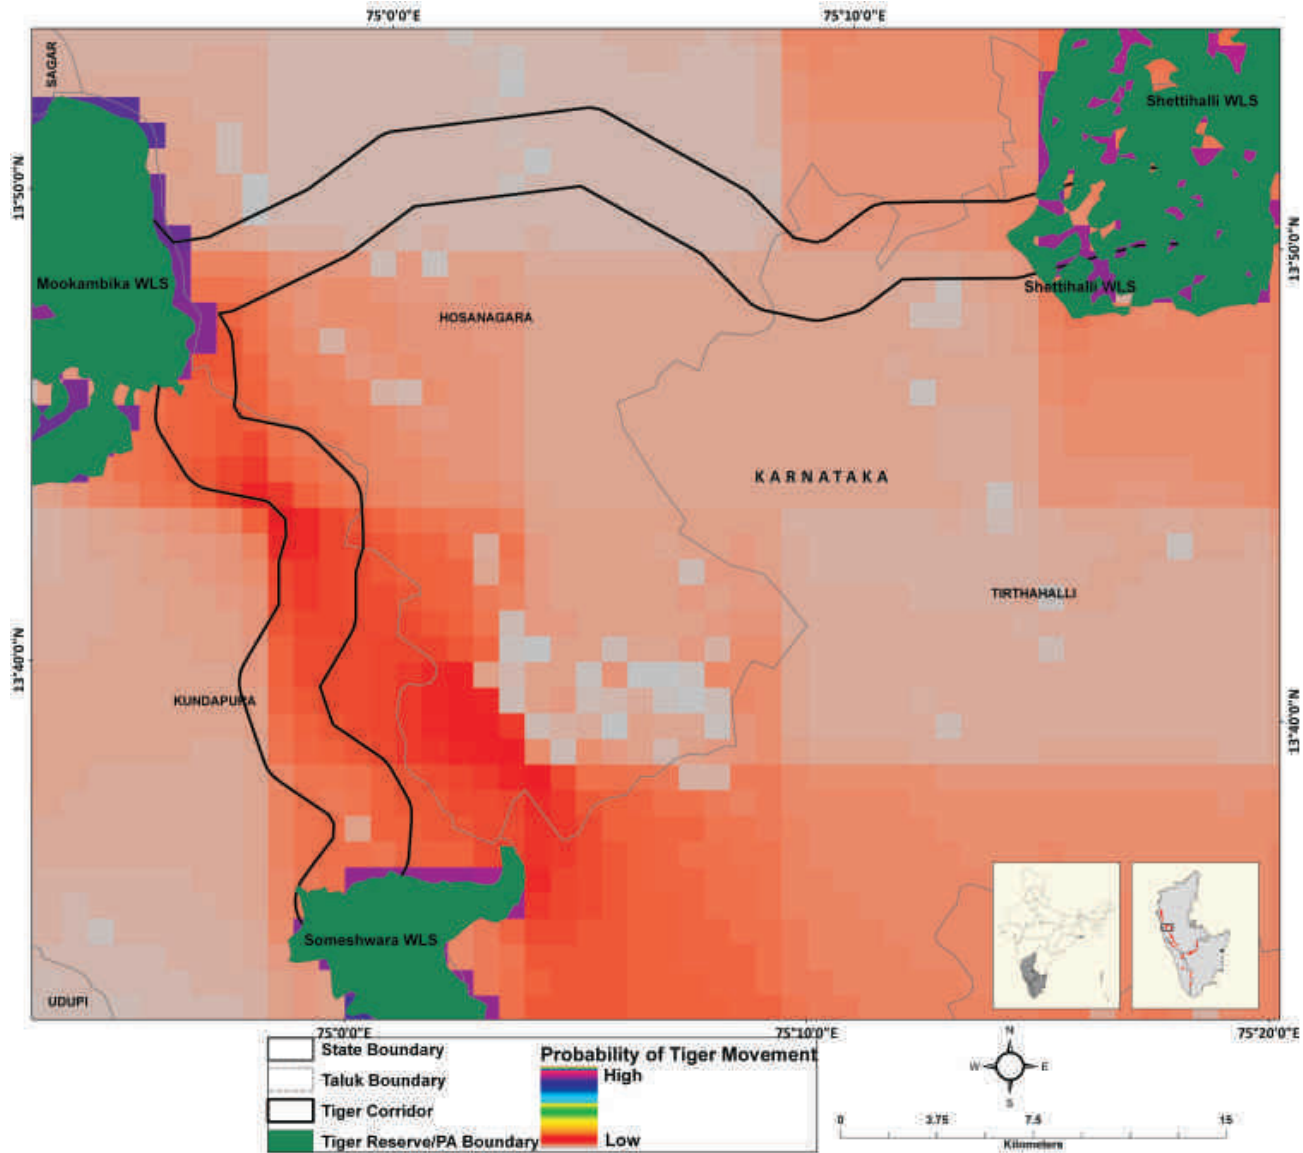 75°0'0"E
75°10'0"E
SAGAR
Shettihalli WLS
13°50'0"N
13°50'0"N
Mookambika WLS
Shettihalli WLS
HOSANAGARA
KARNATAKA
TIRTHAHALLI
13°40'0"N
KUNDAPURA
13°40'0"N
Someshwara WLS
UDUPI
75°0'0"E
75°10'0"E
75°20'0"E
State Boundary
Taluk Boundary
Tiger Corridor
Tiger Reserve/PA Boundary
Probability of Tiger Movement
High
Low
N
W E
S
0 3.75 7.5 15
Kilometers